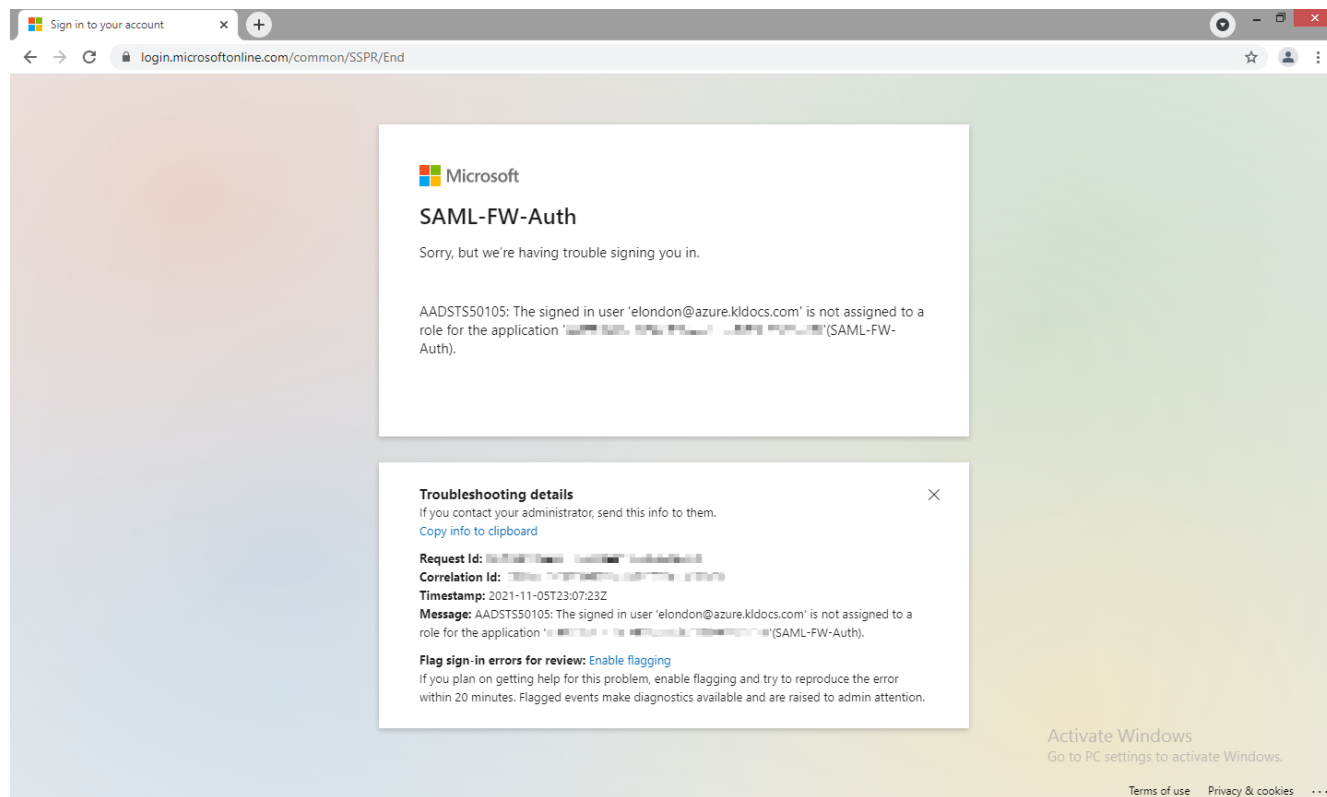 Sign in to your account
login.microsoftonline.com/common/SSPR/End
Microsoft
SAML-FW-Auth
Sorry, but we're having trouble signing you in.
AADSTS50105: The signed in user 'elondon@azure.kldocs.com' is not assigned to a
role for the application ' '(SAML-FW-
Auth).
Troubleshooting details
If you contact your administrator, send this info to them.
Copy info to clipboard
Request Id:
Correlation Id:
Timestamp: 2021-11-05T23:07:23Z
Message: AADSTS50105: The signed in user 'elondon@azure.kldocs.com' is not assigned to a
role for the application ' '(SAML-FW-Auth).
Flag sign-in errors for review: Enable flagging
If you plan on getting help for this problem, enable flagging and try to reproduce the error
within 20 minutes. Flagged events make diagnostics available and are raised to admin attention.
Activate Windows
Go to PC settings to activate Windows.
Terms of use Privacy & cookies ...